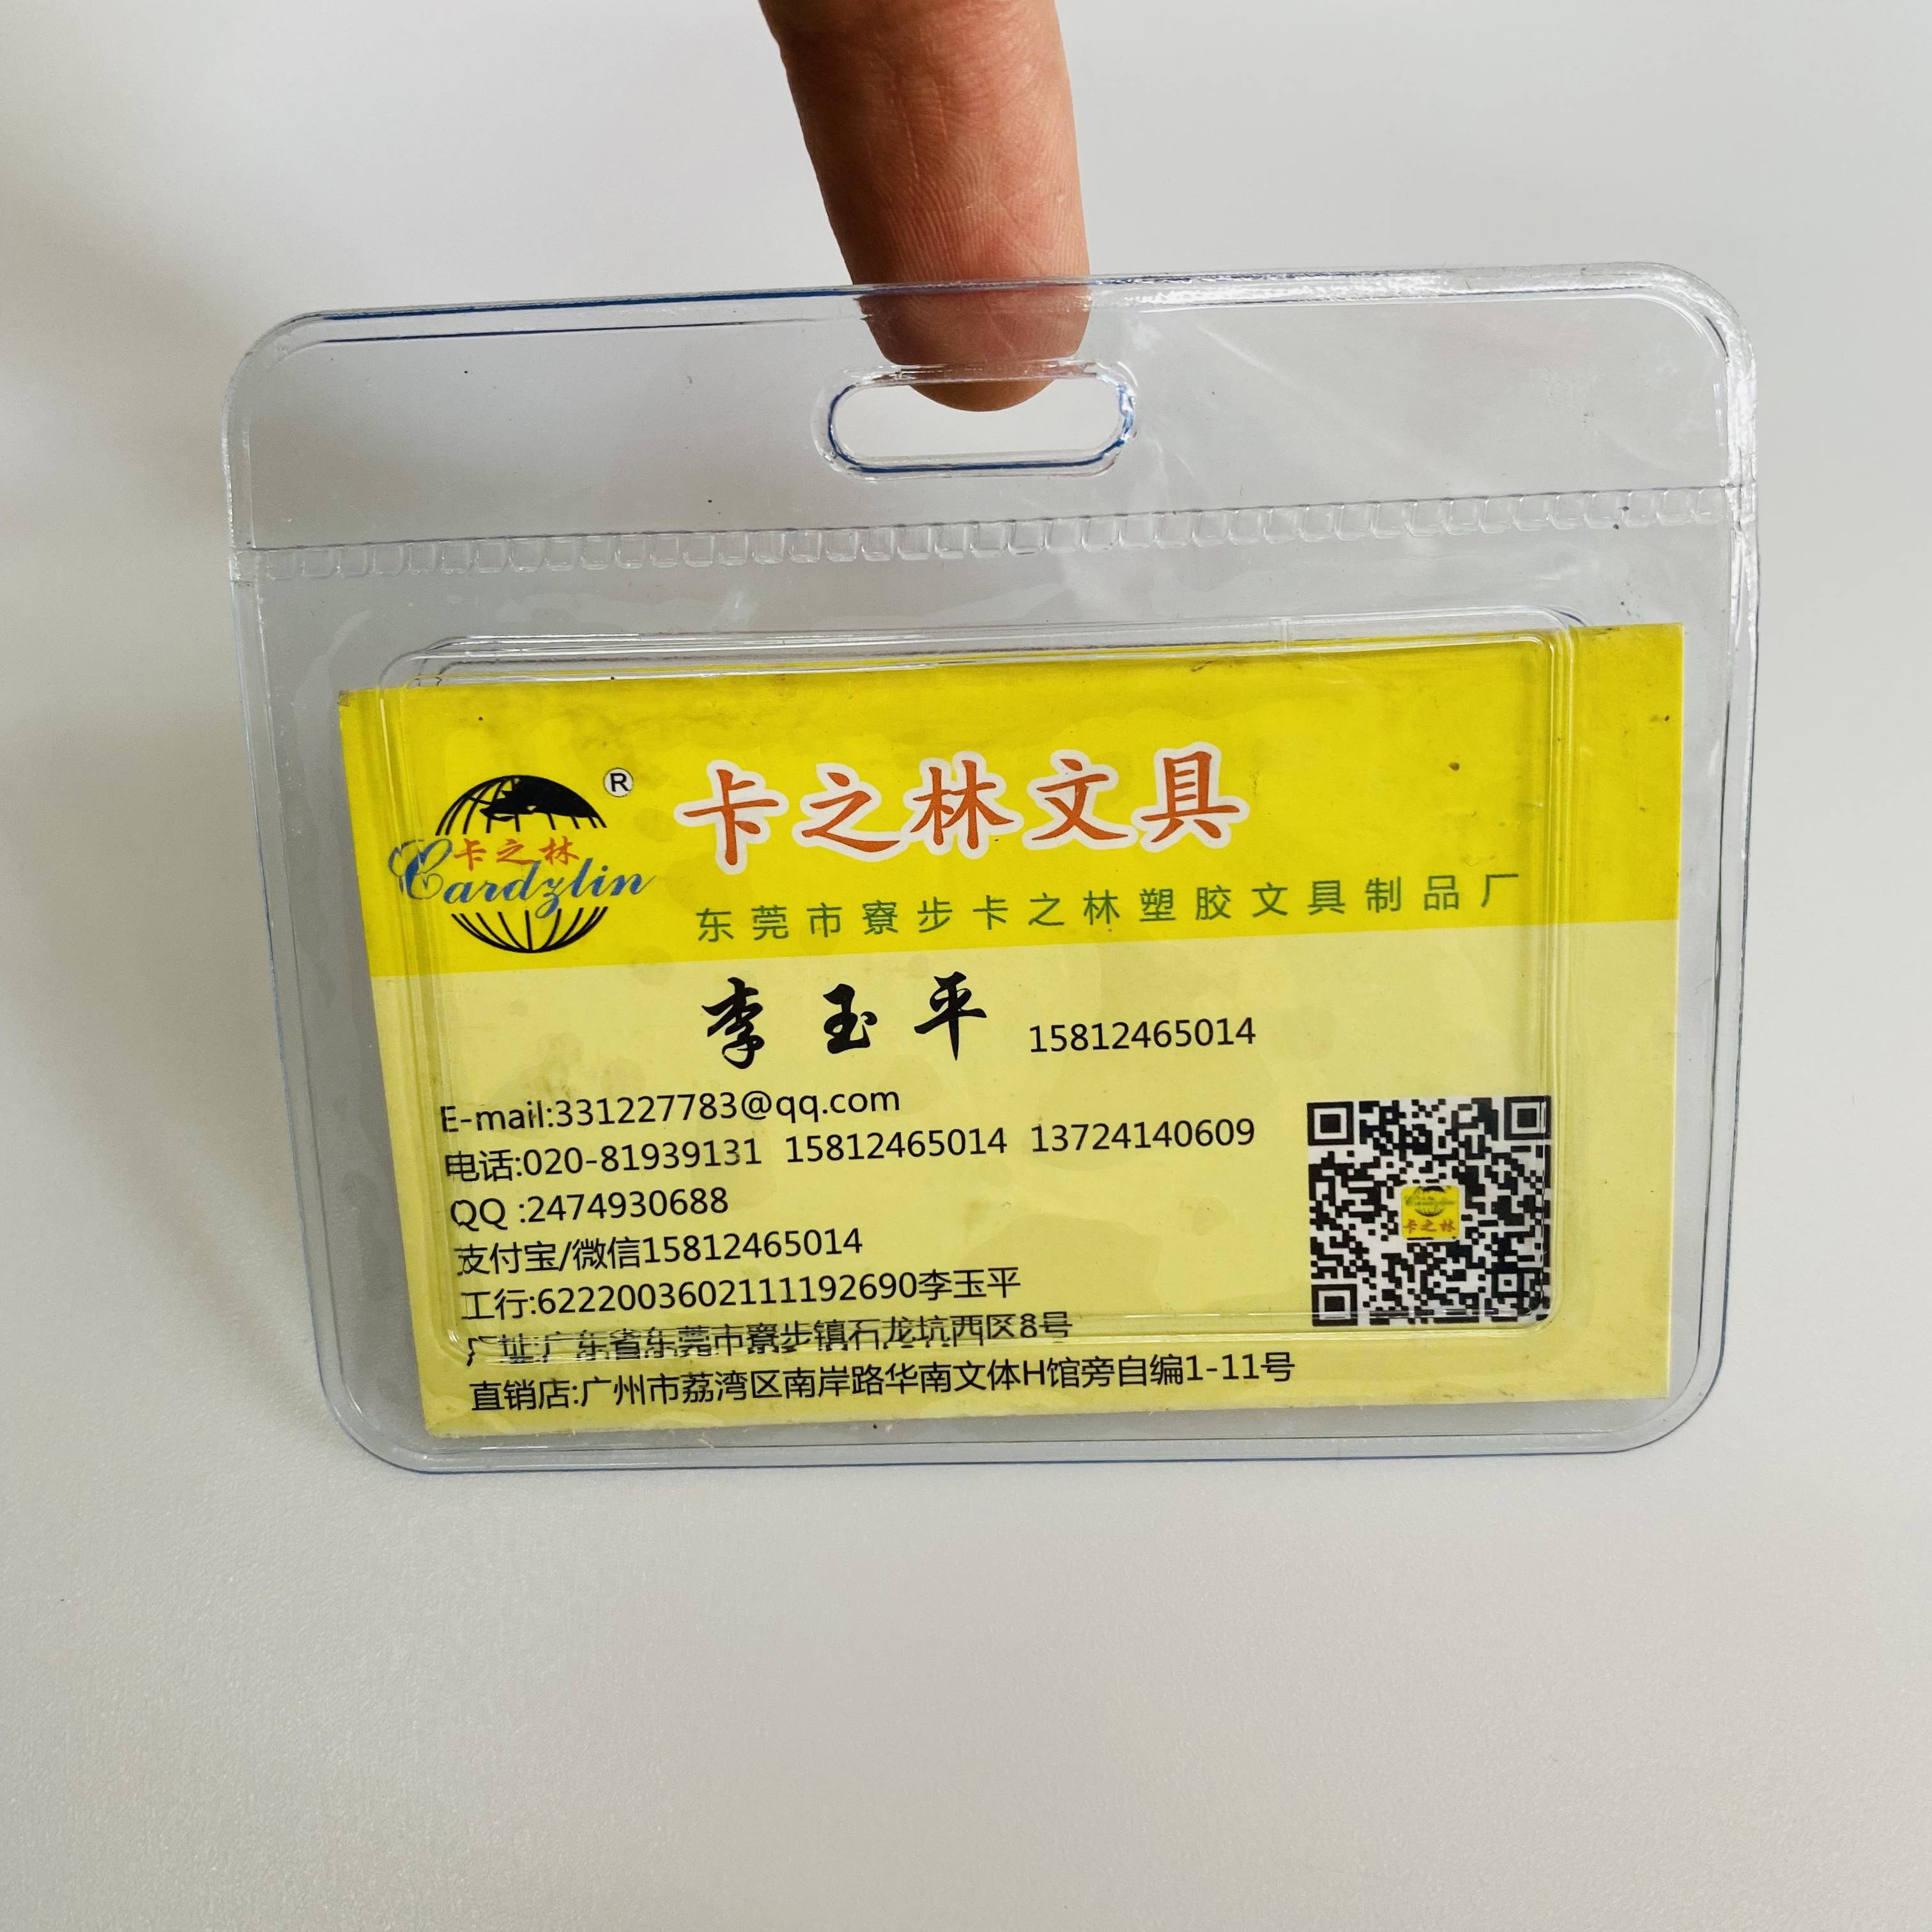 ®
卡之林
Cardzlin
卡之林文具
东莞市寮步卡之林塑胶文具制品厂
李玉平 15812465014
E-mail:331227783@qq.com
电话:020-81939131 15812465014 13724140609
QQ :2474930688
支付宝/微信15812465014
工行:6222003602111192690李玉平
厂址:广东省东莞市寮步镇石龙坑西区8号
直销店:广州市荔湾区南岸路华南文体H馆旁自编1-11号
卡之林